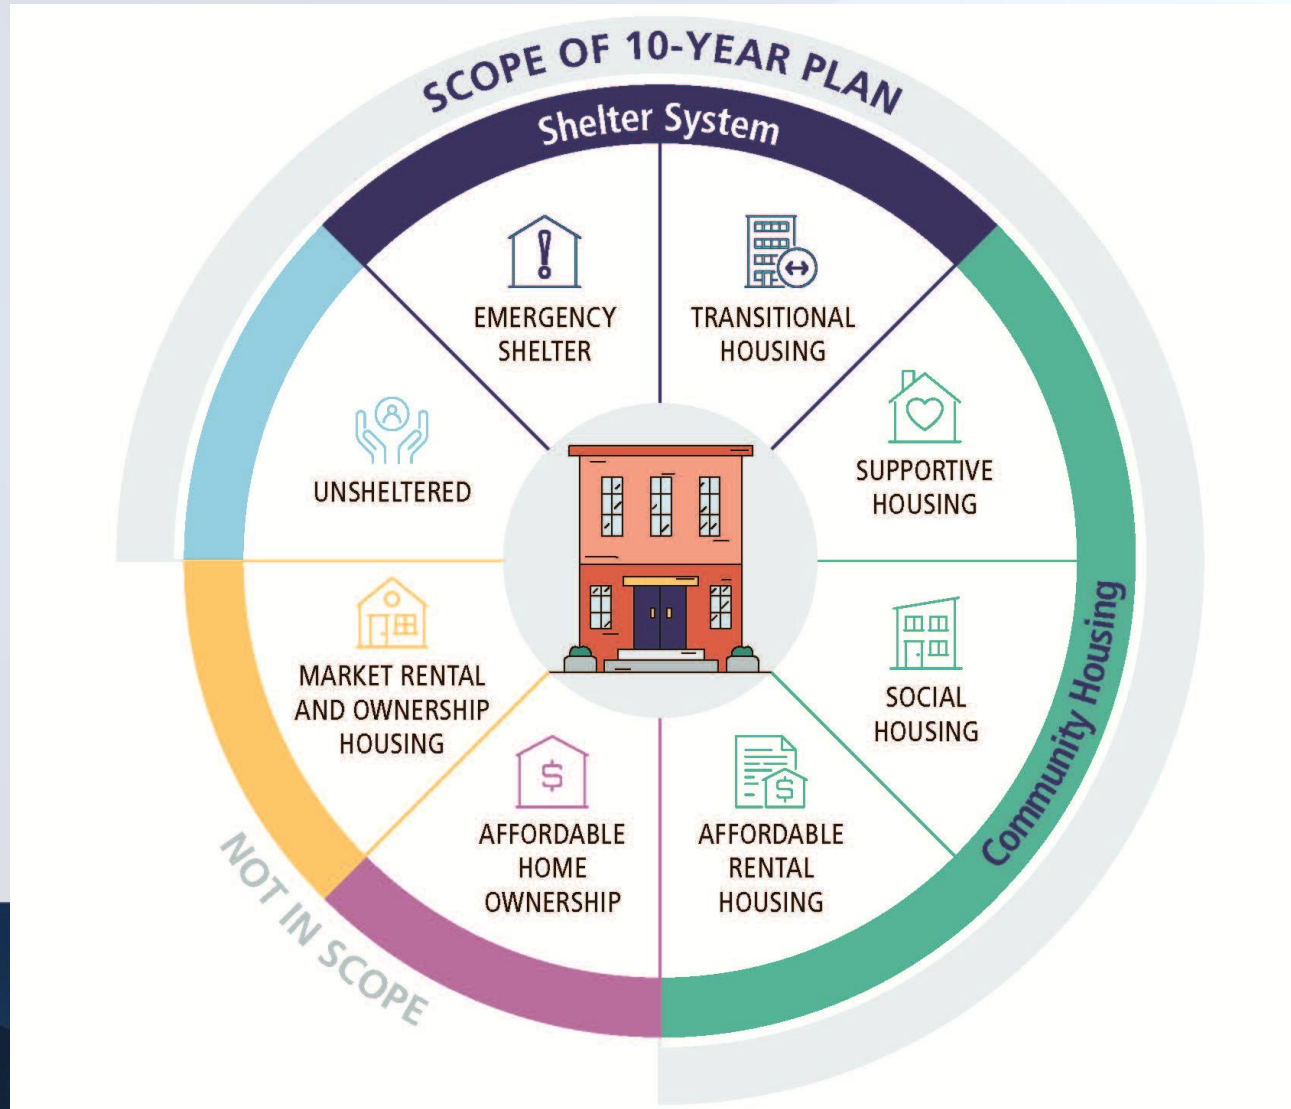 SCOPE OF 10-YEAR PLAN
Shelter System
EMERGENCY
SHELTER
TRANSITIONAL
HOUSING
SUPPORTIVE
HOUSING
SOCIAL
HOUSING
Community Housing
AFFORDABLE
RENTAL
HOUSING
AFFORDABLE
HOME
OWNERSHIP
MARKET RENTAL
AND OWNERSHIP
HOUSING
UNSHELTERED
NOT IN SCOPE